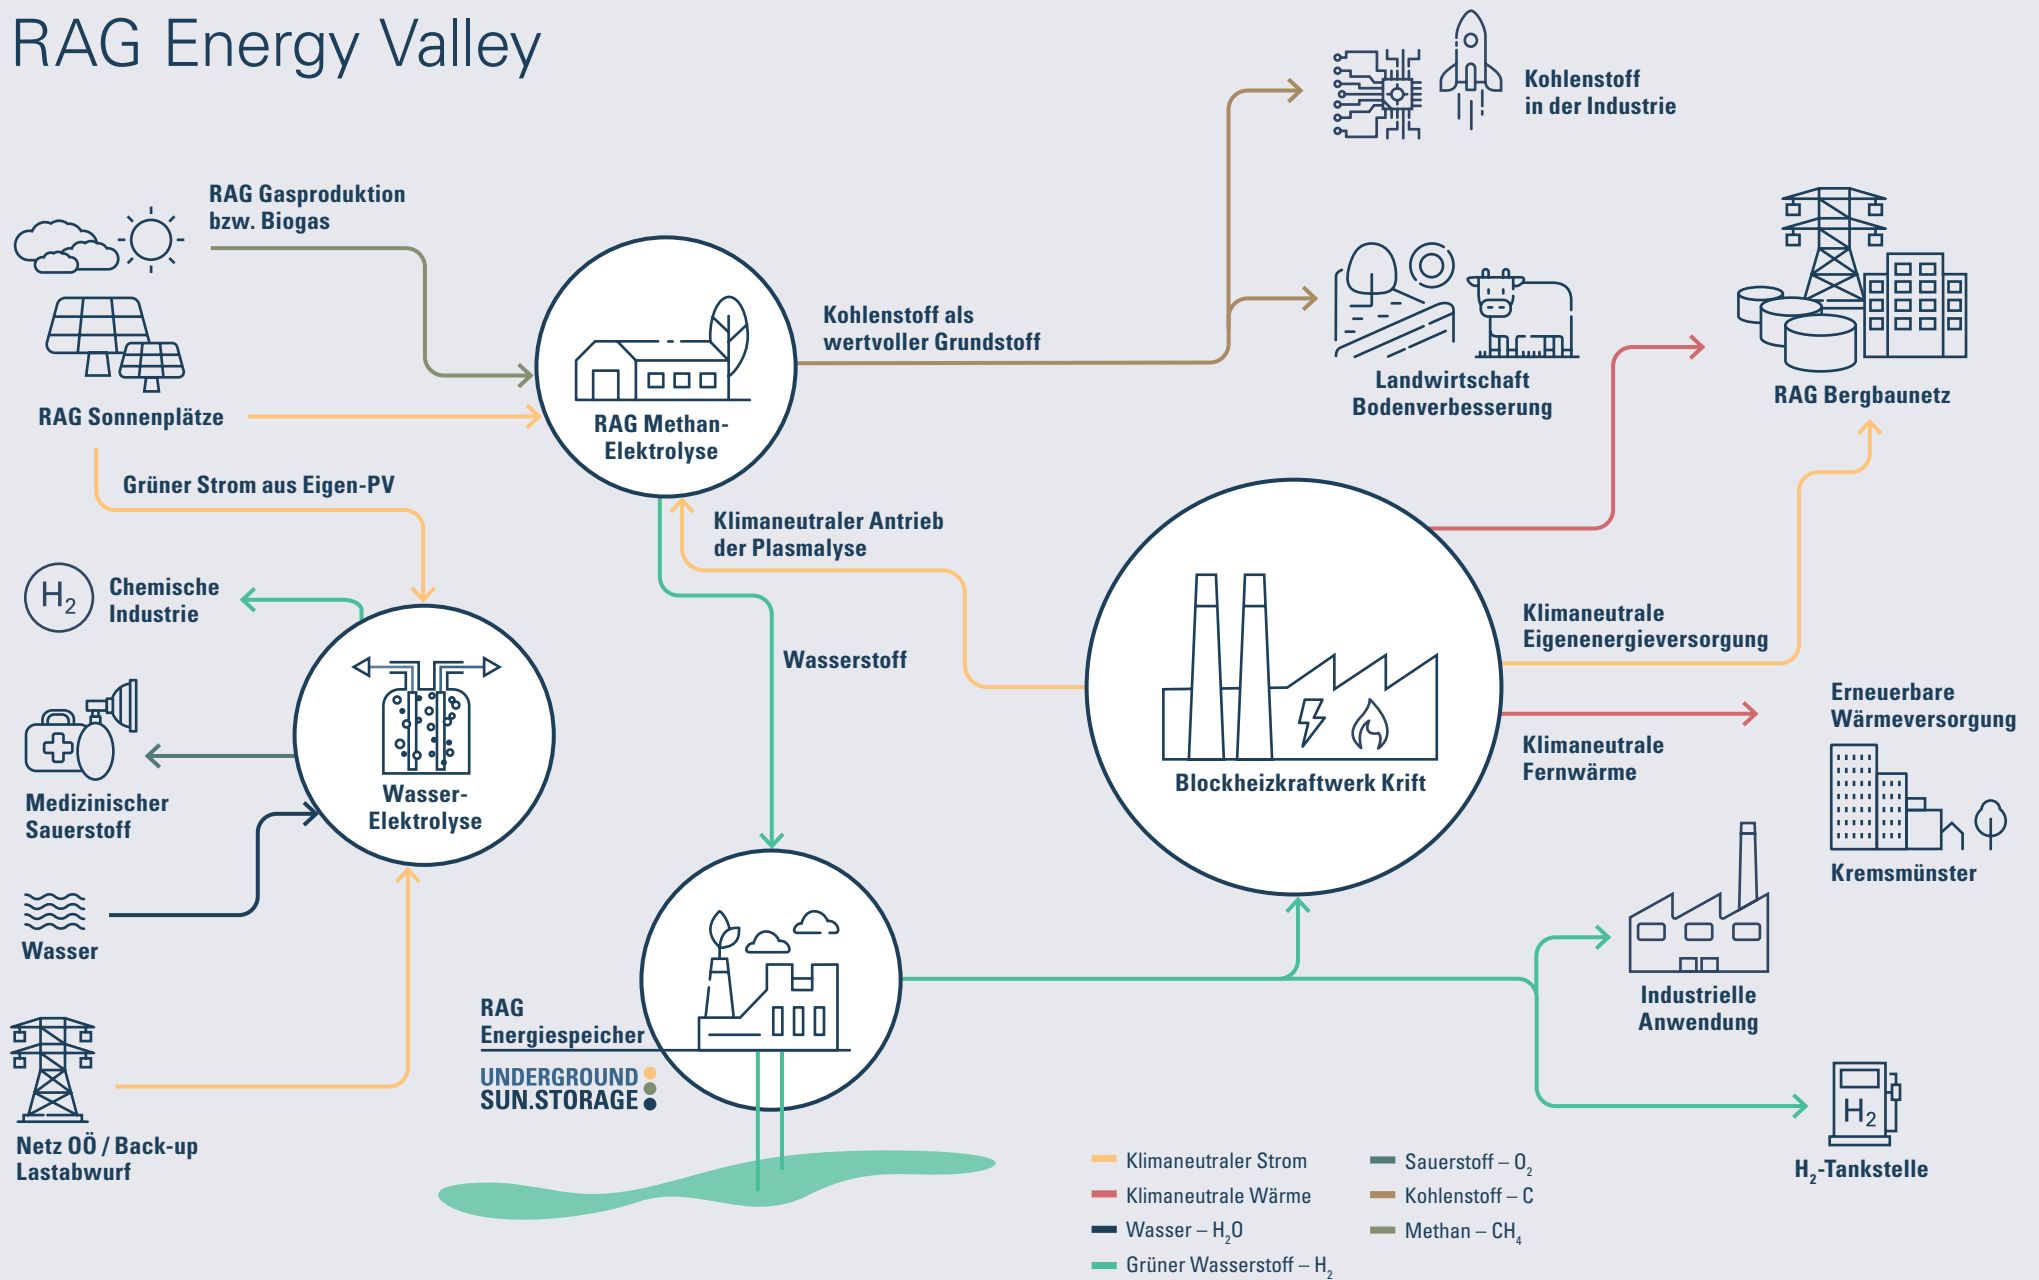 RAG Energy Valley
Kohlenstoff
in der Industrie
RAG Gasproduktion
bzw. Biogas
Kohlenstoff als
wertvoller Grundstoff
Landwirtschaft
Bodenverbesserung
RAG Bergbaunetz
RAG Sonnenplätze
RAG Methan-
Elektrolyse
Grüner Strom aus Eigen-PV
Klimaneutraler Antrieb
der Plasmalyse
H₂
Chemische
Industrie
Wasserstoff
Klimaneutrale
Eigenenergieversorgung
Erneuerbare
Wärmeversorgung
Klimaneutrale
Fernwärme
Blockheizkraftwerk Krift
Medizinischer
Sauerstoff
Wasser-
Elektrolyse
Kremsmünster
Wasser
RAG
Energiespeicher
UNDERGROUND
SUN.STORAGE
Industrielle
Anwendung
H₂
H₂-Tankstelle
Netz OÖ / Back-up
Lastabwurf
Klimaneutraler Strom
Klimaneutrale Wärme
Wasser – H₂O
Grüner Wasserstoff – H₂
Sauerstoff – O₂
Kohlenstoff – C
Methan – CH₄